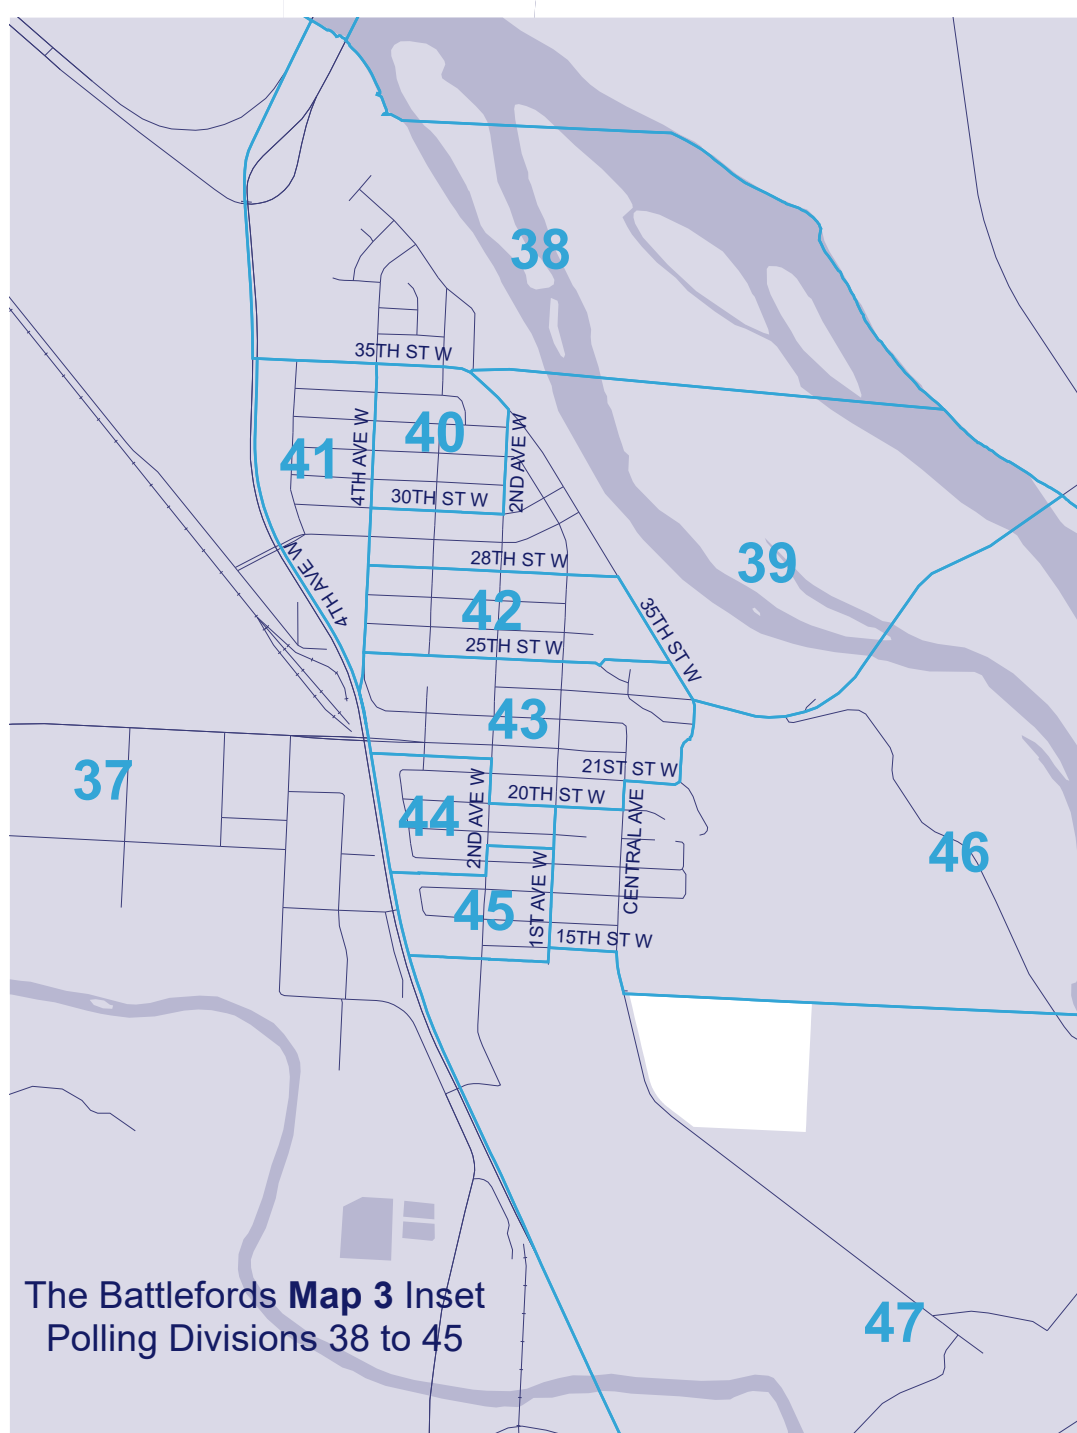 38
35TH ST W
40
41
4TH AVE W
2ND AVE W
30TH ST W
28TH ST W
39
4TH AVE W
42
35TH ST W
25TH ST W
43
37
21ST ST W
20TH ST W
44
2ND AVE W
CENTRAL AVE
46
45
1ST AVE W
15TH ST W
The Battlefords Map 3 Inset
Polling Divisions 38 to 45
47